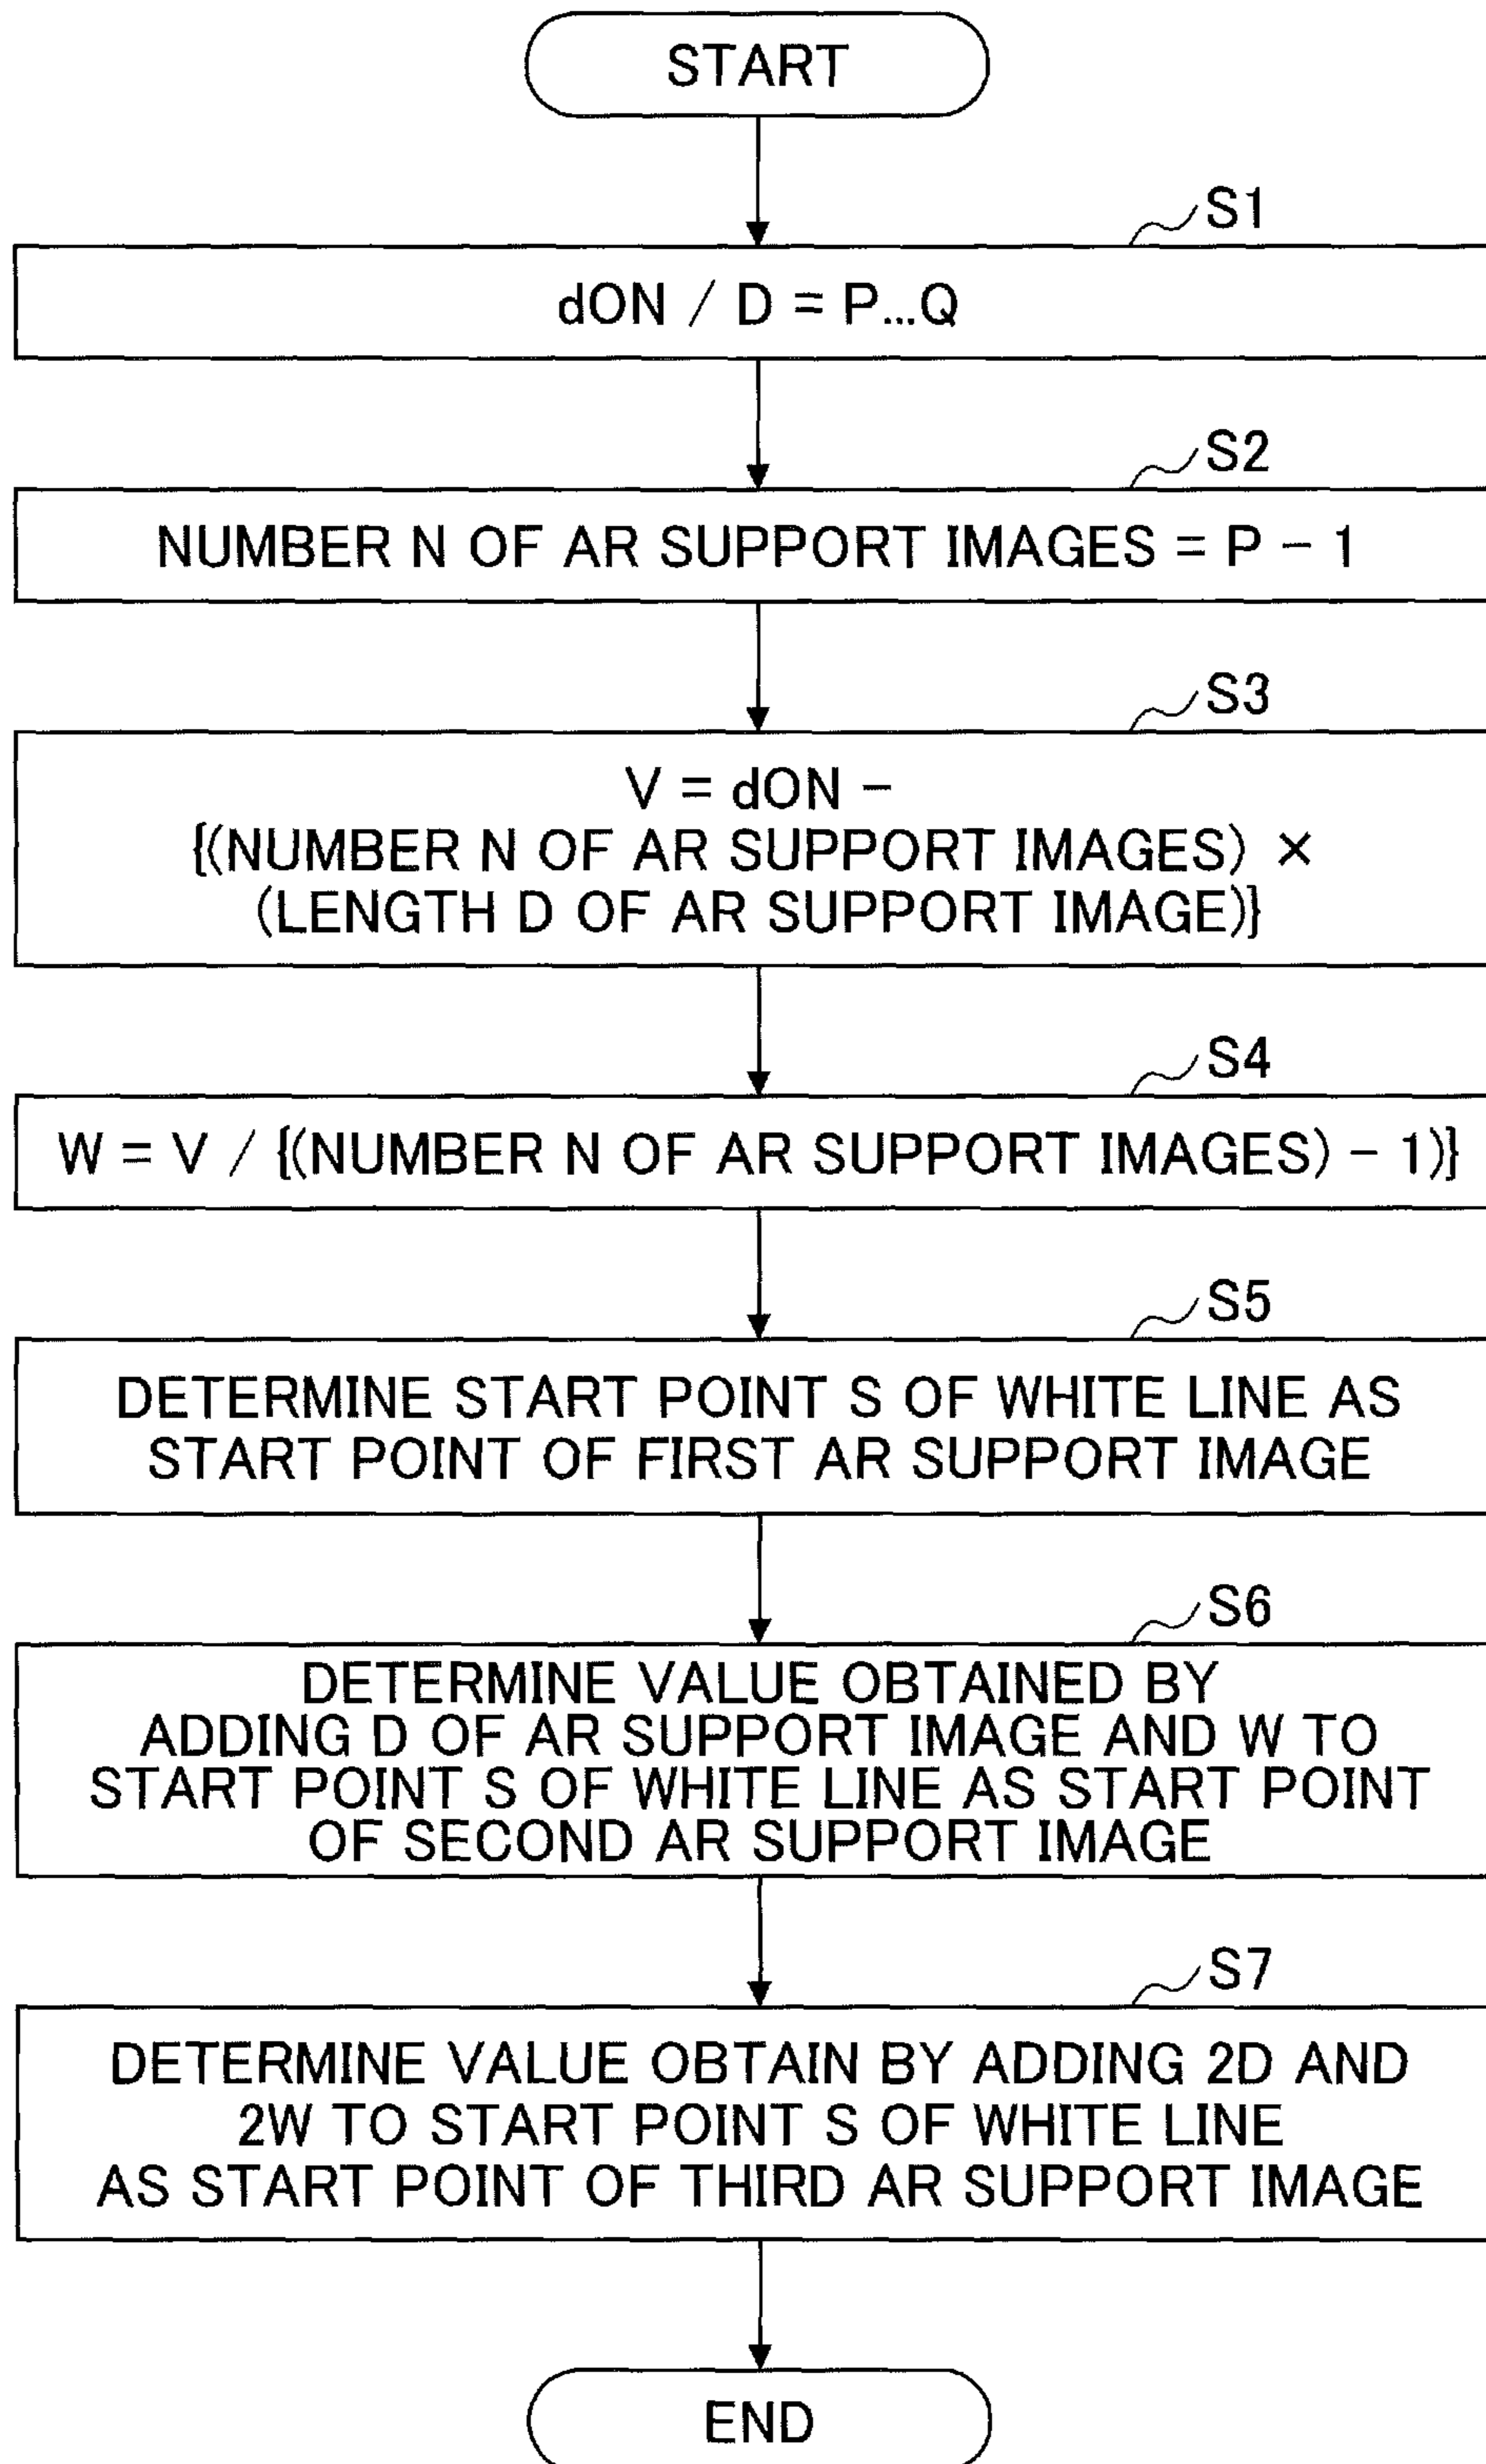 START
S1
dON / D = P...Q
S2
NUMBER N OF AR SUPPORT IMAGES = P - 1
S3
V = dON -
{(NUMBER N OF AR SUPPORT IMAGES) ×
(LENGTH D OF AR SUPPORT IMAGE)}
S4
W = V / {(NUMBER N OF AR SUPPORT IMAGES) - 1)}
S5
DETERMINE START POINT S OF WHITE LINE AS
START POINT OF FIRST AR SUPPORT IMAGE
S6
DETERMINE VALUE OBTAINED BY
ADDING D OF AR SUPPORT IMAGE AND W TO
START POINT S OF WHITE LINE AS START POINT
OF SECOND AR SUPPORT IMAGE
S7
DETERMINE VALUE OBTAIN BY ADDING 2D AND
2W TO START POINT S OF WHITE LINE
AS START POINT OF THIRD AR SUPPORT IMAGE
END